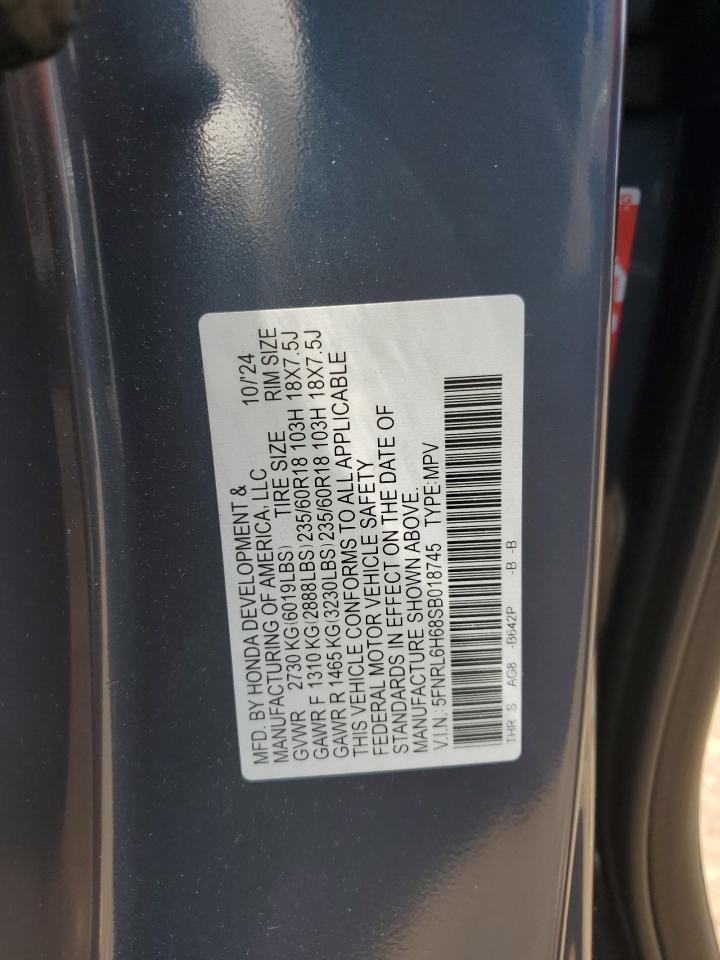 MFD. BY HONDA DEVELOPMENT &
MANUFACTURING OF AMERICA, LLC 10/'24
GVWR 2730 KG(6019LBS) TIRE SIZE RIM SIZE
GAWR F 1310 KG(2888LBS) 235/60R18 103H 18X7.5J
GAWR R 1465 KG(3230LBS) 235/60R18 103H 18X7.5J
THIS VEHICLE CONFORMS TO ALL APPLICABLE
FEDERAL MOTOR VEHICLE SAFETY
STANDARDS IN EFFECT ON THE DATE OF
MANUFACTURE SHOWN ABOVE.
V.I.N.: 5FNRL6H68SB018745 TYPE: MPV
THR S AG8 -B642P -B -B